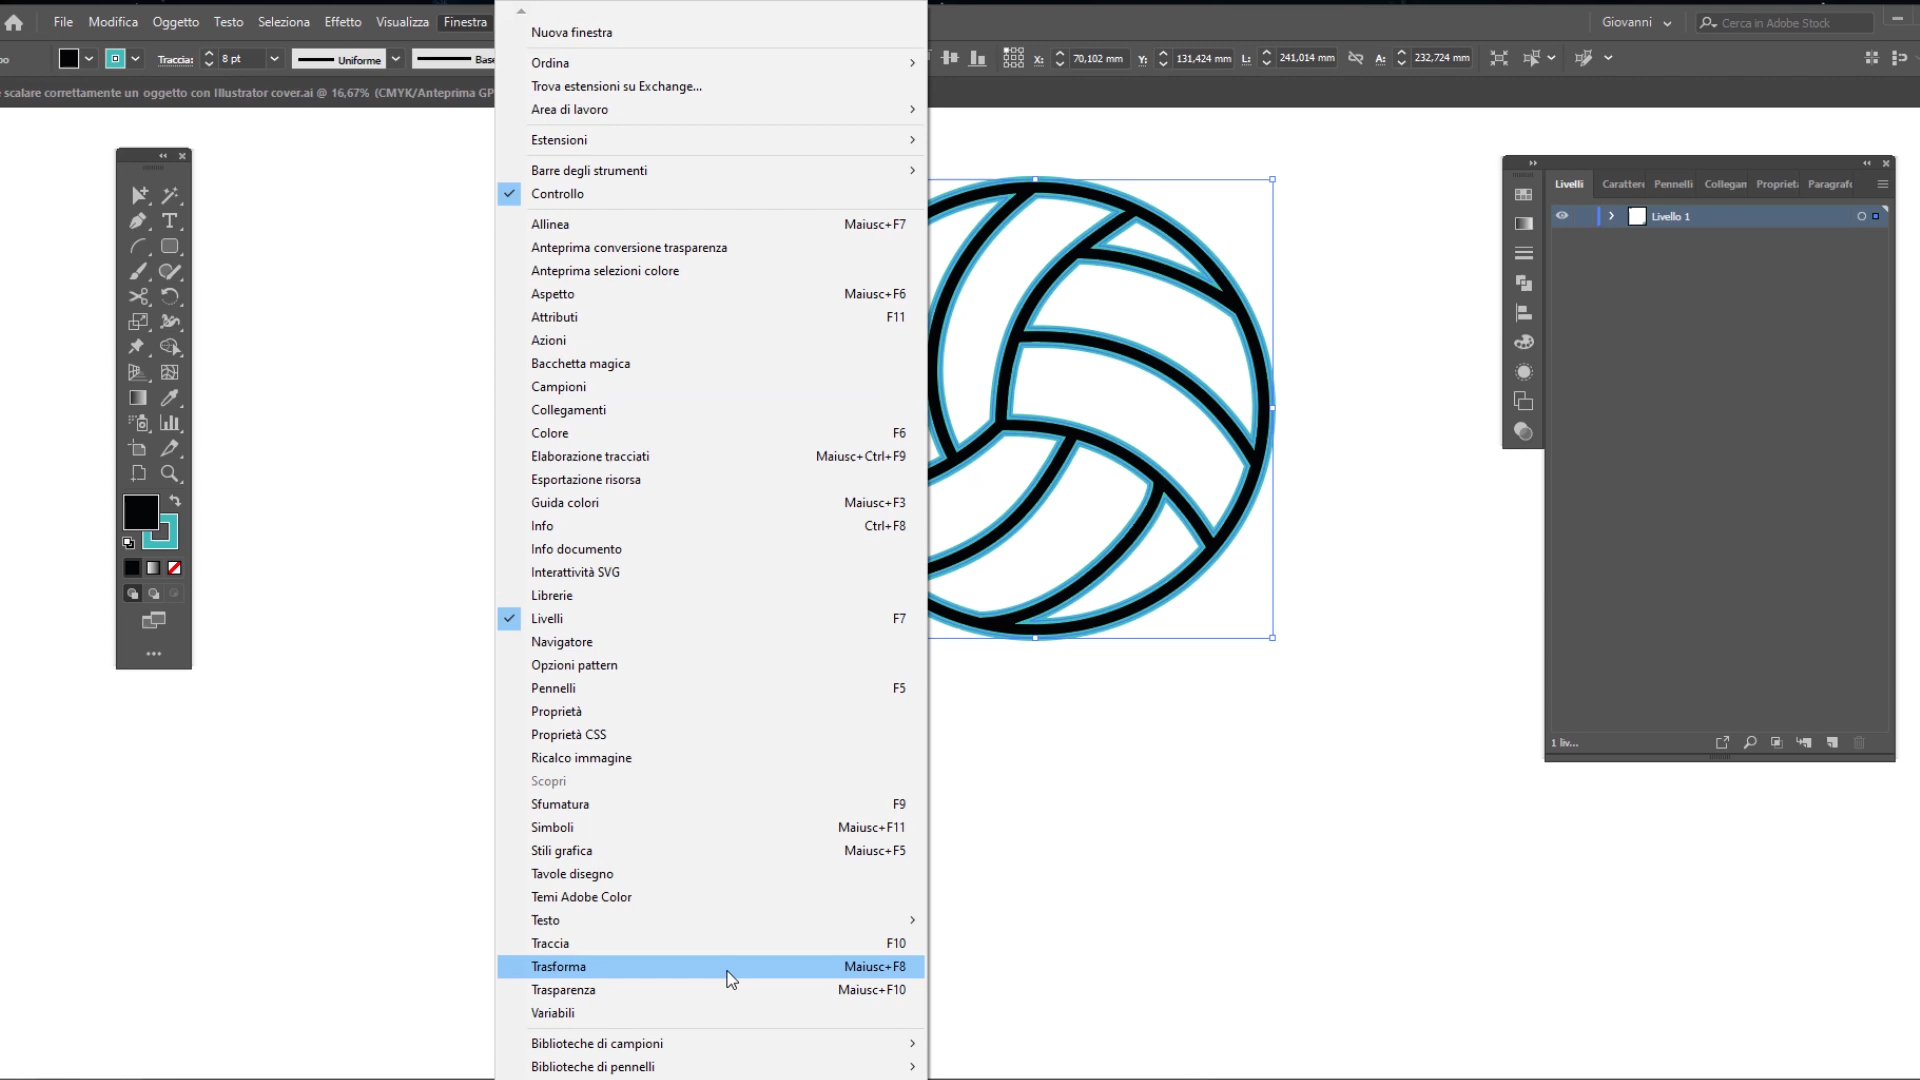 File Modifica Oggetto Testo Seleziona Effetto Visualizza Finestra
Giovanni
Cerca in Adobe Stock
Traccia: 8 pt
Uniforme
X: 70,102 mm Y: 131,424 mm L: 241,014 mm A: 232,724 mm
scalare correttamente un oggetto con Illustrator cover.ai @ 16,67% (CMYK/Anteprima GP
Nuova finestra
Ordina
Trova estensioni su Exchange...
Area di lavoro
Estensioni
Barre degli strumenti
Controllo
Allinea Maiusc+F7
Anteprima conversione trasparenza
Anteprima selezioni colore
Aspetto Maiusc+F6
Attributi F11
Azioni
Bacchetta magica
Campioni
Collegamenti
Colore F6
Elaborazione tracciati Maiusc+Ctrl+F9
Esportazione risorsa
Guida colori Maiusc+F3
Info Ctrl+F8
Info documento
Interattività SVG
Librerie
Livelli F7
Navigatore
Opzioni pattern
Pennelli F5
Proprietà
Proprietà CSS
Ricalco immagine
Scopri
Sfumatura F9
Simboli Maiusc+F11
Stili grafica Maiusc+F5
Tavole disegno
Temi Adobe Color
Testo
Traccia F10
Trasforma Maiusc+F8
Trasparenza Maiusc+F10
Variabili
Biblioteche di campioni
Biblioteche di pennelli
Livelli Carattere Pennelli Collegan Propriet Paragrafo
Livello 1
1 liv...